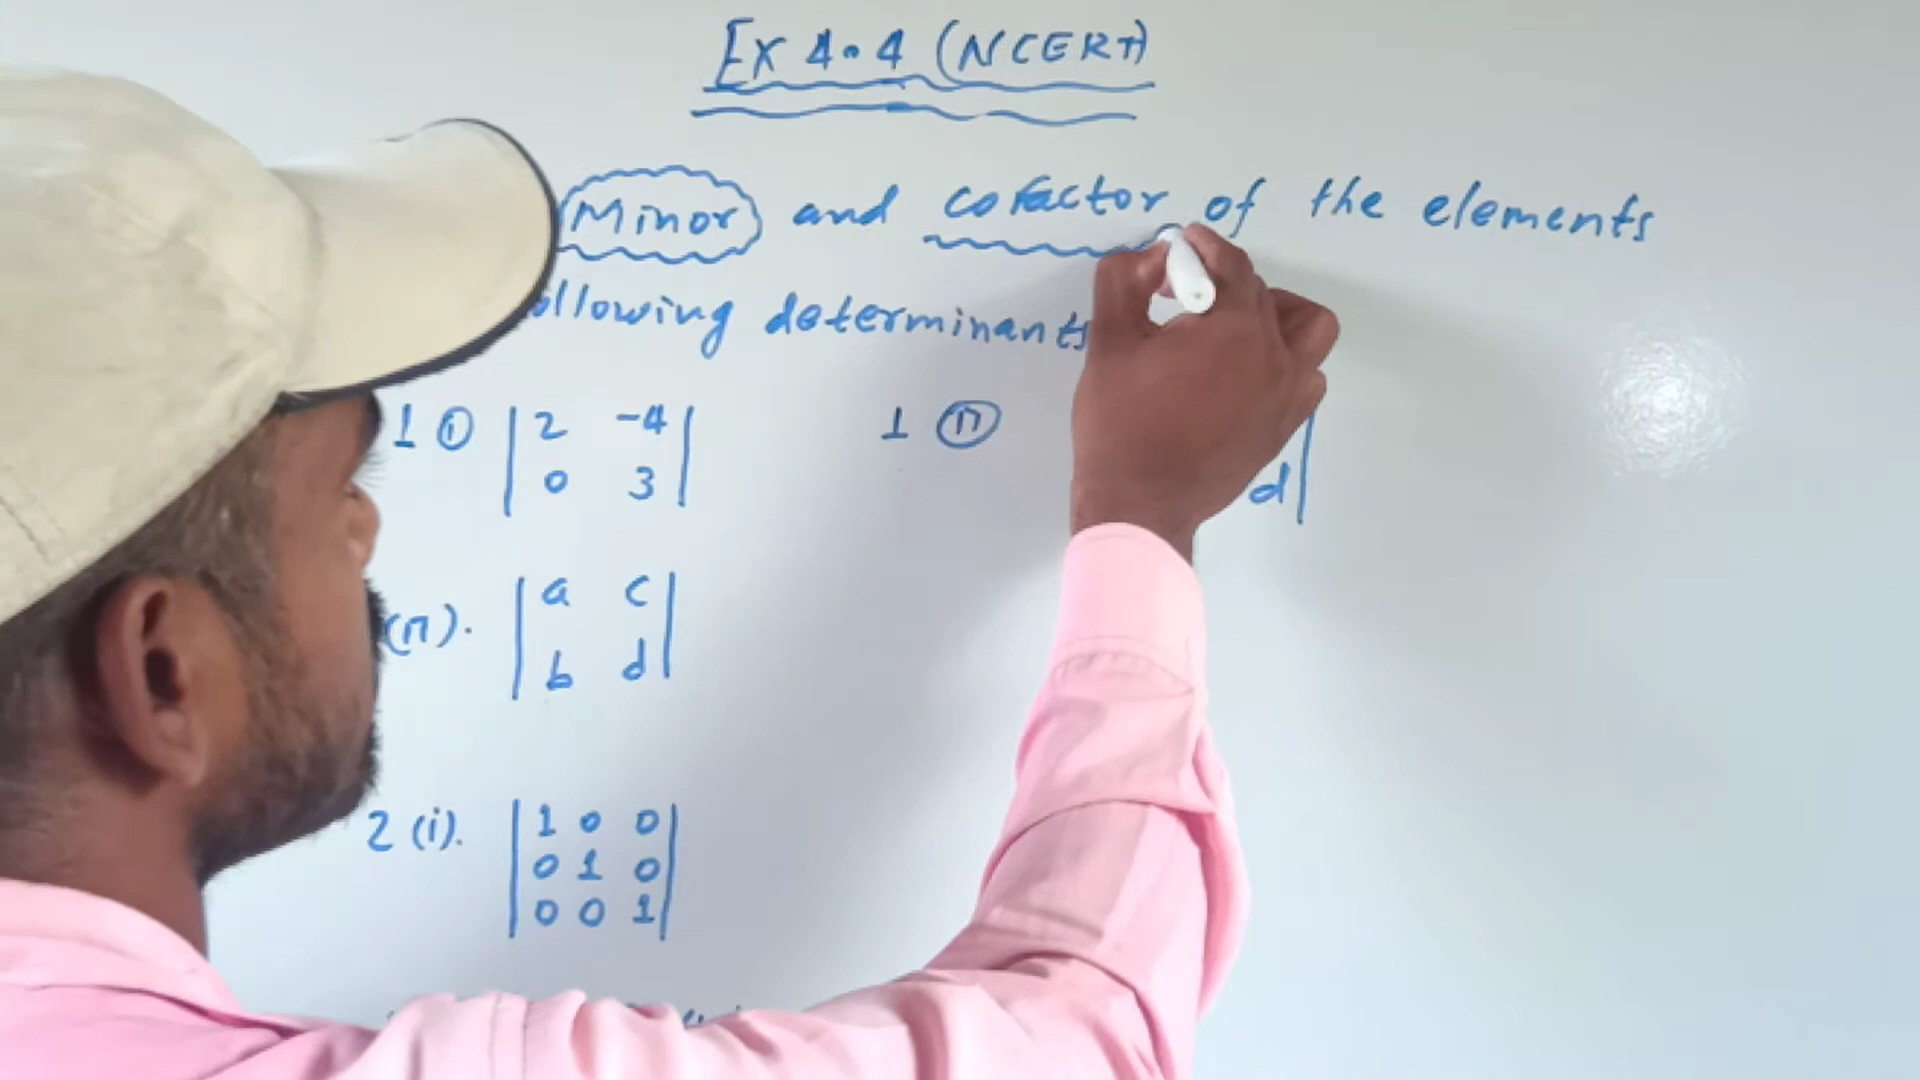 Ex 4.4 (NCERT)
Minor and cofactor of the elements
ollowing determinants
1 (i) | 2 -4 |
| 0 3 |
1 (ii) |
d |
(ii). | a c |
| b d |
2 (i). | 1 0 0 |
| 0 1 0 |
| 0 0 1 |